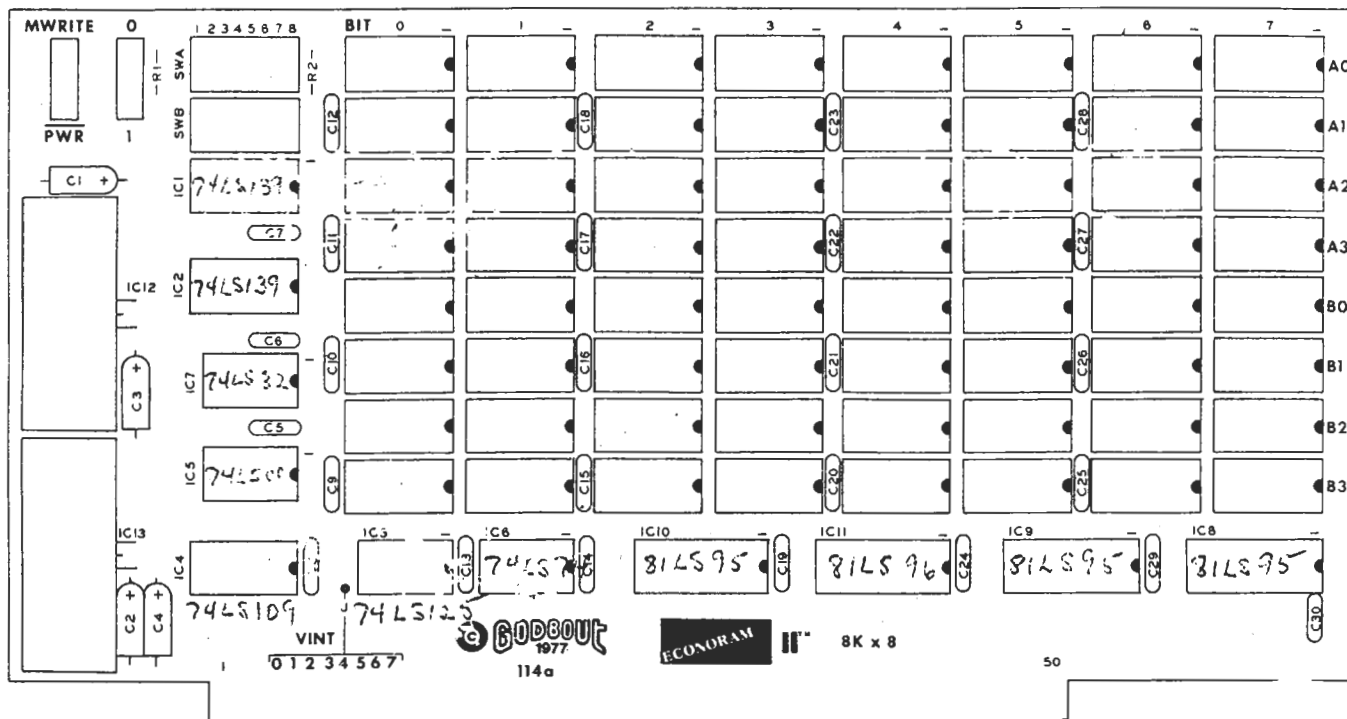 MWRITE 0 1 2 3 4 5 6 7 8 BIT 0 1 2 3 4 5 6 7
SWA -R1- -R2- A0
PWR 1 SWB C12 C18 C23 C28 A1
C1 + IC1 74LS139 A2
C7 C11 C17 C22 C27 A3
IC12 IC2 74LS139 B0
C6 C10 C16 C21 C26 B1
C3 + IC7 74LS32
C5 B2
IC5 74LS00 C9 C15 C20 C25 B3
IC13 IC6 IC10 IC11 IC9 IC8
IC4 C13 74LS74 C14 81LS95 C19 81LS96 C24 81LS95 C29 81LS95
C2 + C4 + 74LS109 C30
VINT © GODBOUT ECONORAM II™ 8K x 8
1977
1 0 1 2 3 4 5 6 7 114a 50